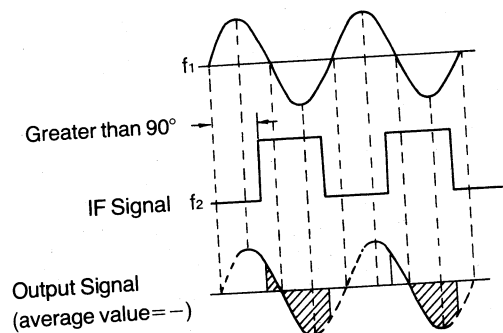 f₁
Greater than 90°
IF Signal f₂
Output Signal
(average value=−)